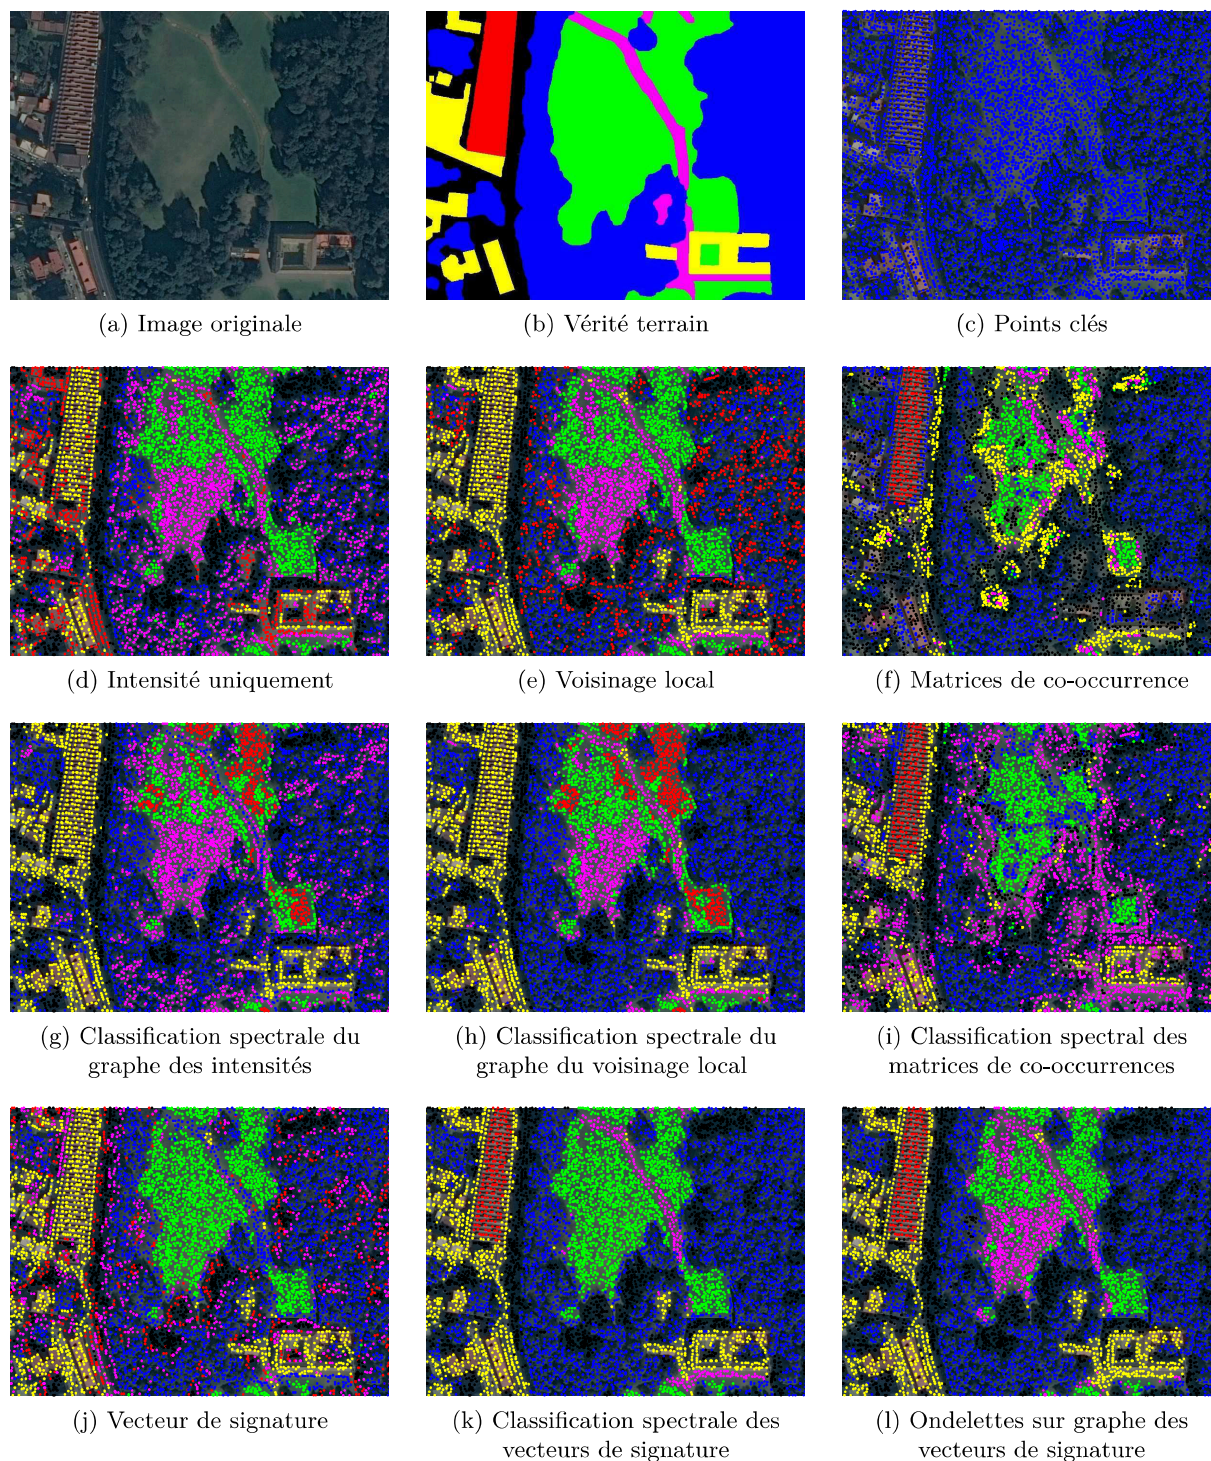 (a) Image originale
(b) Vérité terrain
(c) Points clés
(d) Intensité uniquement
(e) Voisinage local
(f) Matrices de co-occurrence
(g) Classification spectrale du
graphe des intensités
(h) Classification spectrale du
graphe du voisinage local
(i) Classification spectral des
matrices de co-occurrences
(j) Vecteur de signature
(k) Classification spectrale des
vecteurs de signature
(l) Ondelettes sur graphe des
vecteurs de signature